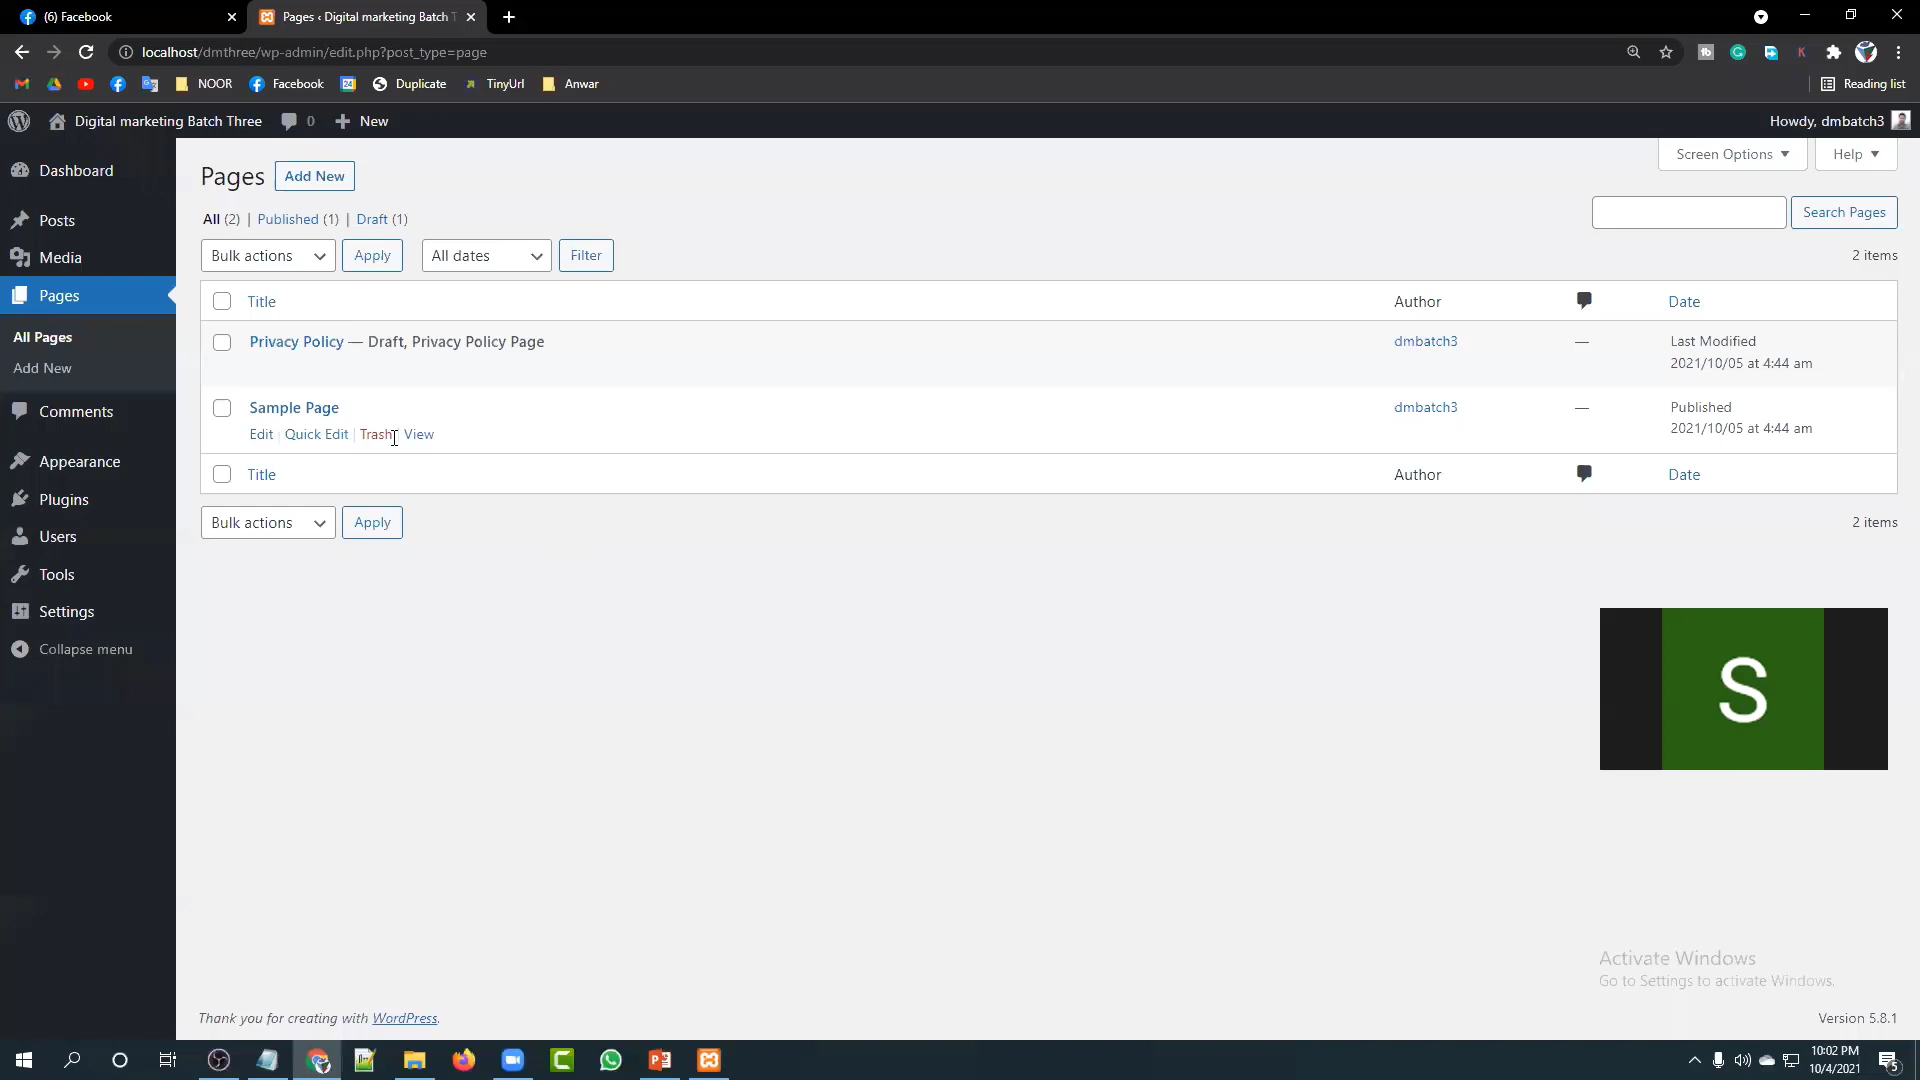 (6) Facebook
Pages ‹ Digital marketing Batch T
localhost/dmthree/wp-admin/edit.php?post_type=page
NOOR
Facebook
24
Duplicate
TinyUrl
Anwar
Reading list
Digital marketing Batch Three
0
New
Howdy, dmbatch3
Dashboard
Posts
Media
Pages
All Pages
Add New
Comments
Appearance
Plugins
Users
Tools
Settings
Collapse menu
Screen Options
Help
Pages
Add New
All (2) | Published (1) | Draft (1)
Search Pages
Bulk actions
Apply
All dates
Filter
2 items
Title
Author
Date
Privacy Policy — Draft, Privacy Policy Page
dmbatch3
—
Last Modified
2021/10/05 at 4:44 am
Sample Page
dmbatch3
—
Published
2021/10/05 at 4:44 am
Edit | Quick Edit | Trash | View
Title
Author
Date
Bulk actions
Apply
2 items
S
Activate Windows
Go to Settings to activate Windows.
Thank you for creating with WordPress.
Version 5.8.1
10:02 PM
10/4/2021
5